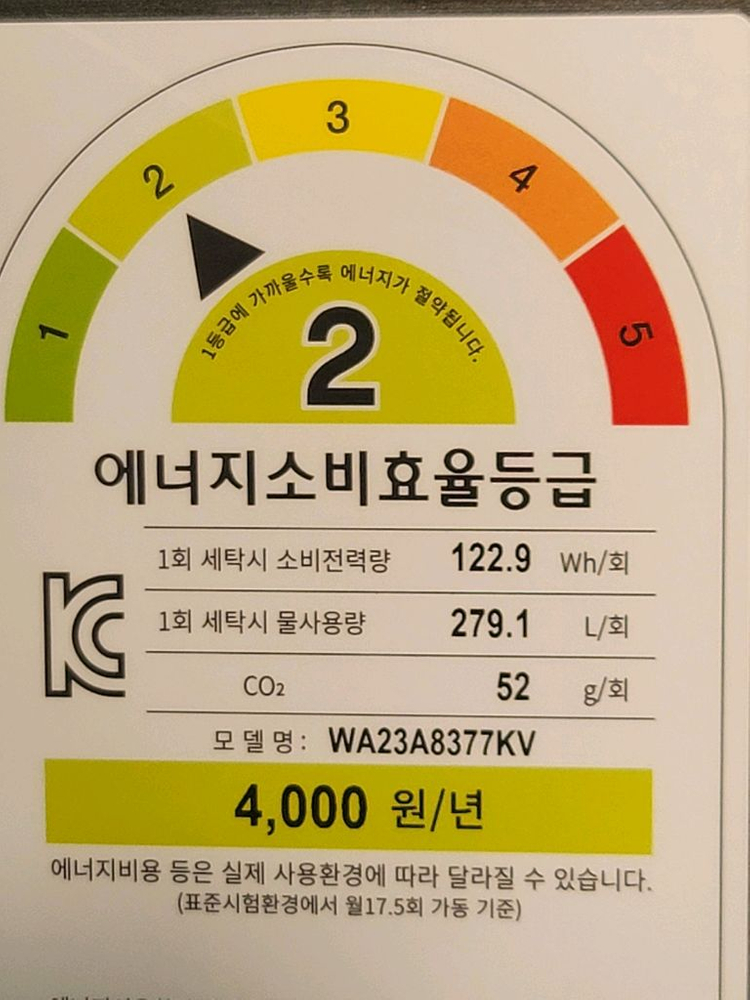 1
2
3
4
5
1등급에 가까울수록 에너지가 절약됩니다.
2
에너지소비효율등급
1회 세탁시 소비전력량 122.9 Wh/회
1회 세탁시 물사용량 279.1 L/회
CO₂ 52 g/회
모델명: WA23A8377KV
4,000 원/년
에너지비용 등은 실제 사용환경에 따라 달라질 수 있습니다.
(표준시험환경에서 월17.5회 가동 기준)